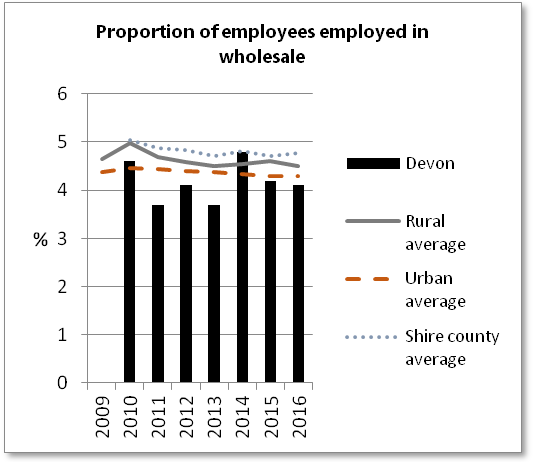 Proportion of employees employed in
wholesale
6
5
4
3
2
1
0
%
2009
2010
2011
2012
2013
2014
2015
2016
Devon
Rural
average
Urban
average
Shire county
average